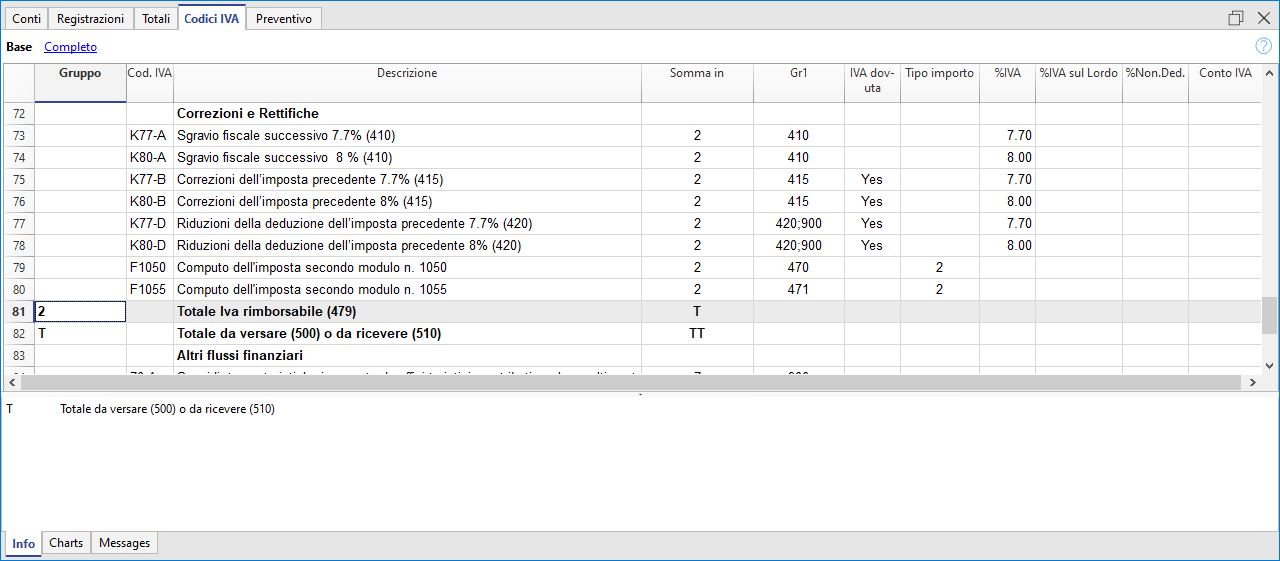 Conti Registrazioni Totali Codici IVA Preventivo
Base Completo
Gruppo Cod. IVA Descrizione Somma in Gr1 IVA dov-uta Tipo importo %IVA %IVA sul Lordo %Non.Ded. Conto IVA
72 Correzioni e Rettifiche
73 K77-A Sgravio fiscale successivo 7.7% (410) 2 410 7.70
74 K80-A Sgravio fiscale successivo 8 % (410) 2 410 8.00
75 K77-B Correzioni dell'imposta precedente 7.7% (415) 2 415 Yes 7.70
76 K80-B Correzioni dell'imposta precedente 8% (415) 2 415 Yes 8.00
77 K77-D Riduzioni della deduzione dell'imposta precedente 7.7% (420) 2 420;900 Yes 7.70
78 K80-D Riduzioni della deduzione dell'imposta precedente 8% (420) 2 420;900 Yes 8.00
79 F1050 Computo dell'imposta secondo modulo n. 1050 2 470 2
80 F1055 Computo dell'imposta secondo modulo n. 1055 2 471 2
81 2 Totale Iva rimborsabile (479) T
82 T Totale da versare (500) o da ricevere (510) TT
83 Altri flussi finanziari
T Totale da versare (500) o da ricevere (510)
Info Charts Messages